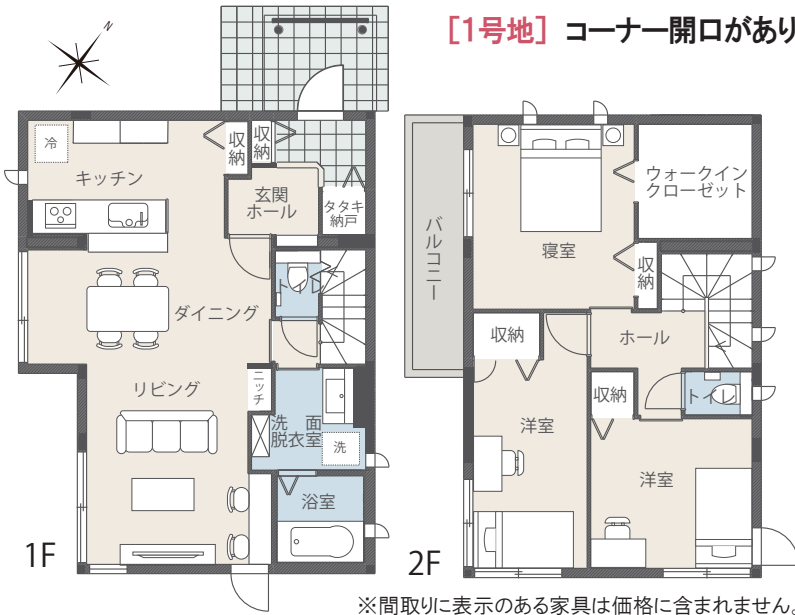 [1号地] コーナー開口があり
N
冷
キッチン
収納
収納
玄関
ホール
タタキ
納戸
トイレ
ダイニング
リビング
ニッチ
洗面
脱衣室
洗
浴室
1F
バルコニー
寝室
ウォークイン
クローゼット
収納
収納
ホール
収納
トイレ
洋室
洋室
2F
※間取りに表示のある家具は価格に含まれません。